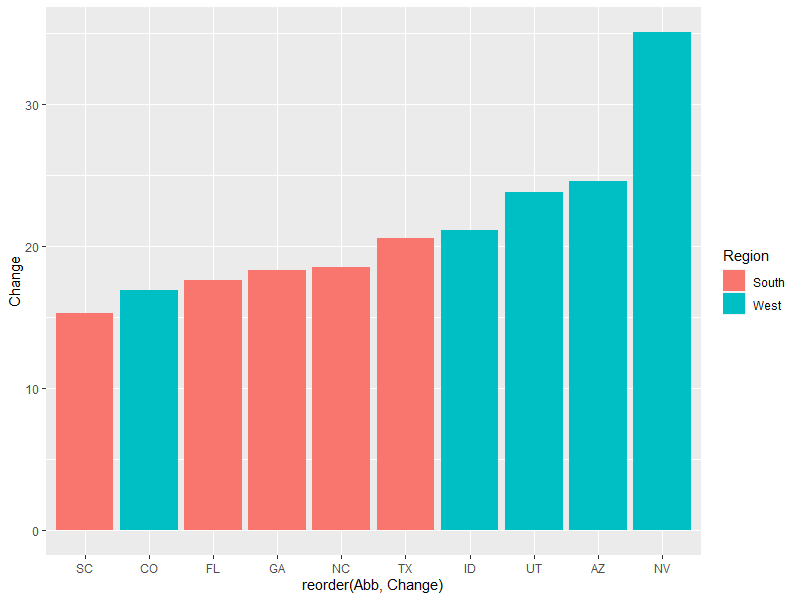 30
20
10
0
Change
SC CO FL GA NC TX ID UT AZ NV
reorder(Abb, Change)
Region
South
West